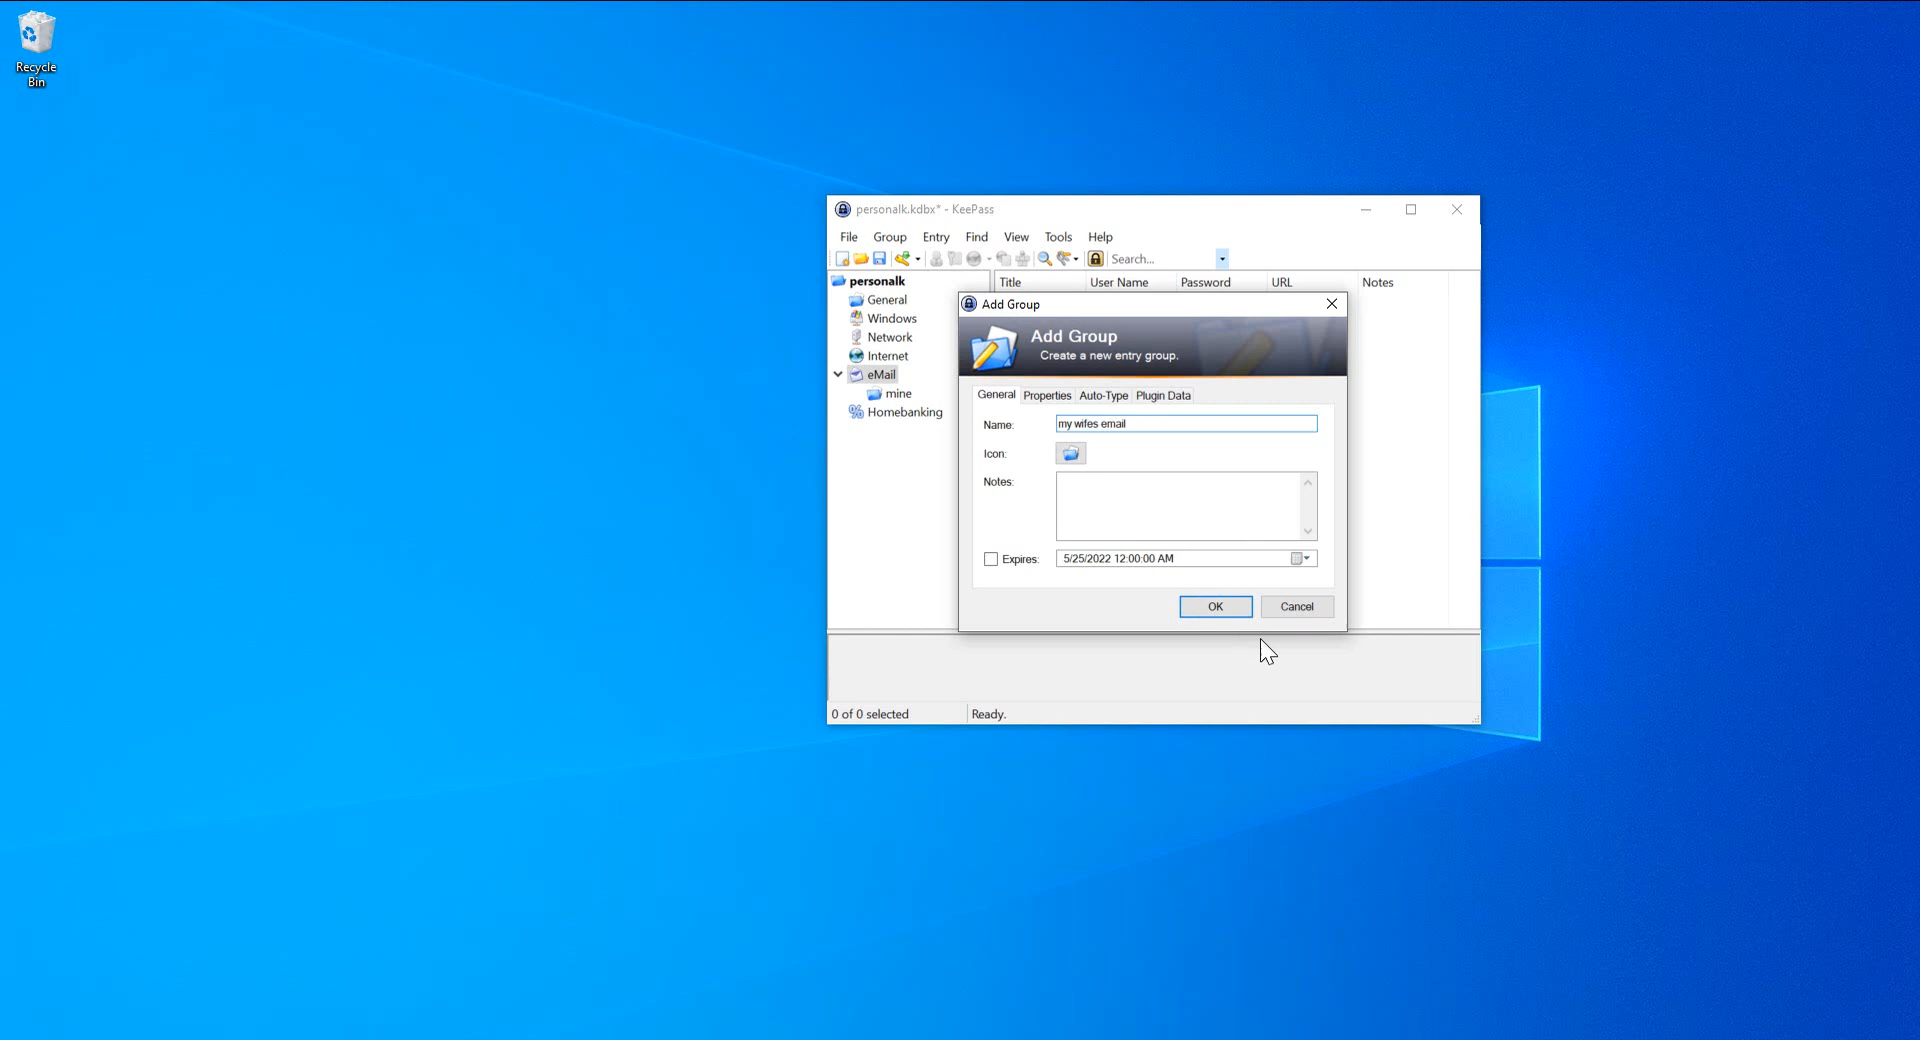 Recycle
Bin
personalk.kdbx* - KeePass
File Group Entry Find View Tools Help
Search...
personalk
General
Windows
Network
Internet
eMail
mine
Homebanking
Title User Name Password URL Notes
Add Group
Add Group
Create a new entry group.
General Properties Auto-Type Plugin Data
Name: my wifes email
Icon:
Notes:
Expires: 5/25/2022 12:00:00 AM
OK Cancel
0 of 0 selected Ready.